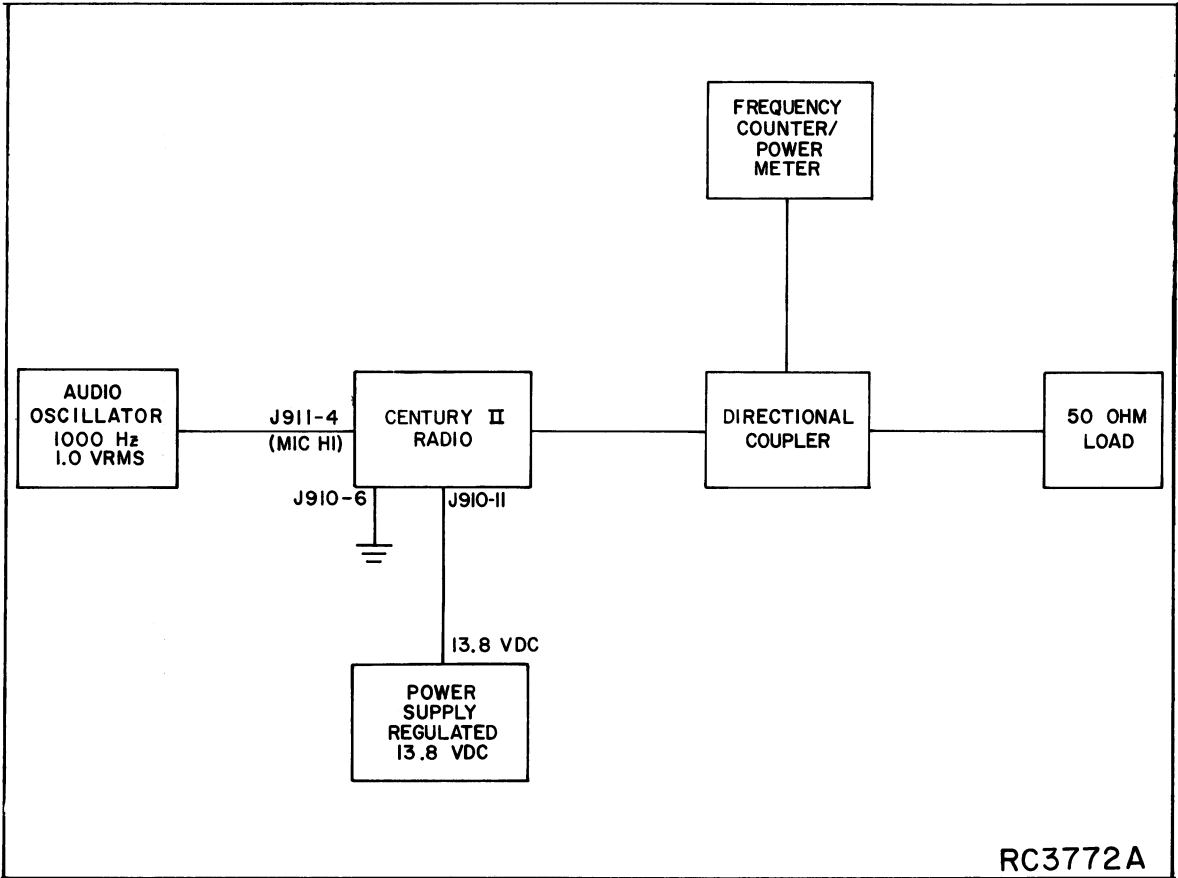 FREQUENCY
COUNTER/
POWER
METER
AUDIO
OSCILLATOR
1000 Hz
1.0 VRMS
J911-4
(MIC HI)
CENTURY II
RADIO
DIRECTIONAL
COUPLER
50 OHM
LOAD
J910-6
J910-11
13.8 VDC
POWER
SUPPLY
REGULATED
13.8 VDC
RC3772A